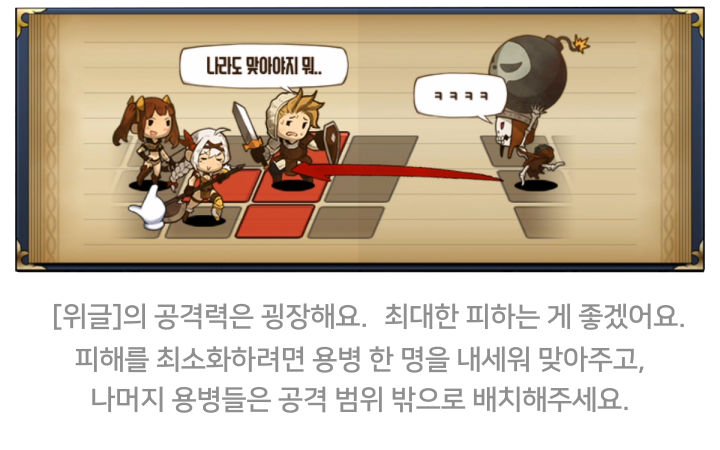 나라도 맞아야지 뭐..
ㅋㅋㅋㅋ
[위글]의 공격력은 굉장해요. 최대한 피하는 게 좋겠어요.
피해를 최소화하려면 용병 한 명을 내세워 맞아주고,
나머지 용병들은 공격 범위 밖으로 배치해주세요.